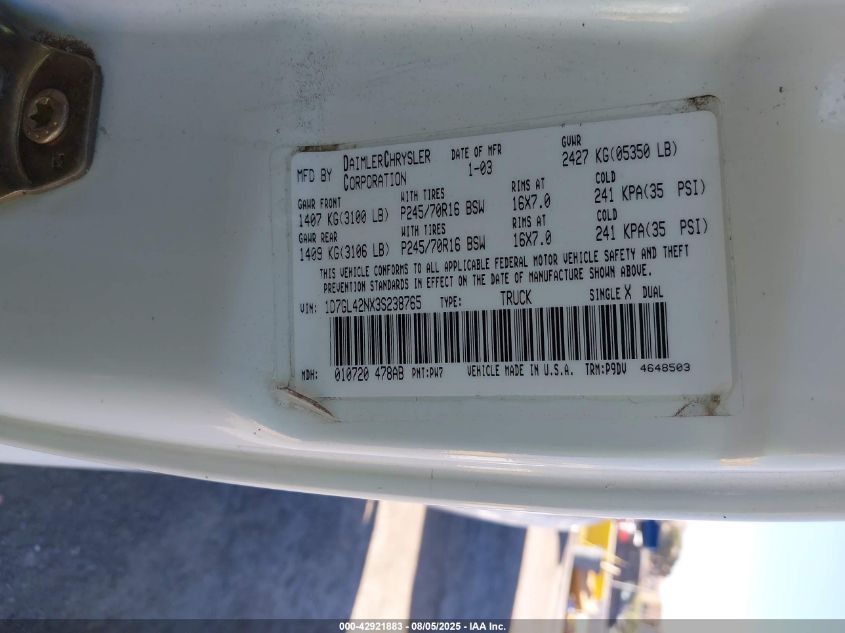 MFD BY DAIMLERCHRYSLER CORPORATION DATE OF MFR 1-03 GVWR 2427 KG(05350 LB)
GAWR FRONT WITH TIRES RIMS AT COLD
1407 KG(3100 LB) P245/70R16 BSW 16X7.0 241 KPA(35 PSI)
GAWR REAR WITH TIRES RIMS AT COLD
1409 KG(3106 LB) P245/70R16 BSW 16X7.0 241 KPA(35 PSI)
THIS VEHICLE CONFORMS TO ALL APPLICABLE FEDERAL MOTOR VEHICLE SAFETY AND THEFT
PREVENTION STANDARDS IN EFFECT ON THE DATE OF MANUFACTURE SHOWN ABOVE.
VIN: 1D7GL42NX3S238765 TYPE: TRUCK SINGLE X DUAL
MDH: 010720 478AB PNT:PW7 VEHICLE MADE IN U.S.A. TRM:P9DV 4648503
000-42921883 - 08/05/2025 - IAA Inc.